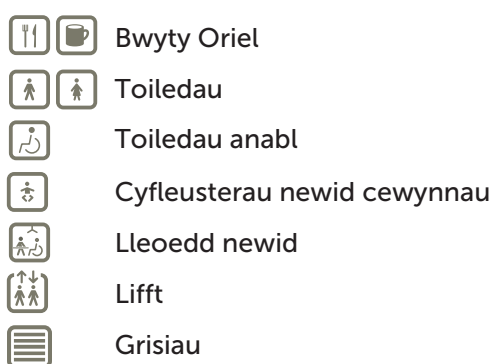 Bwyty Oriel
Toiledau
Toiledau anabl
Cyfleusterau newid cewynnau
Lleoedd newid
Lifft
Grisiau